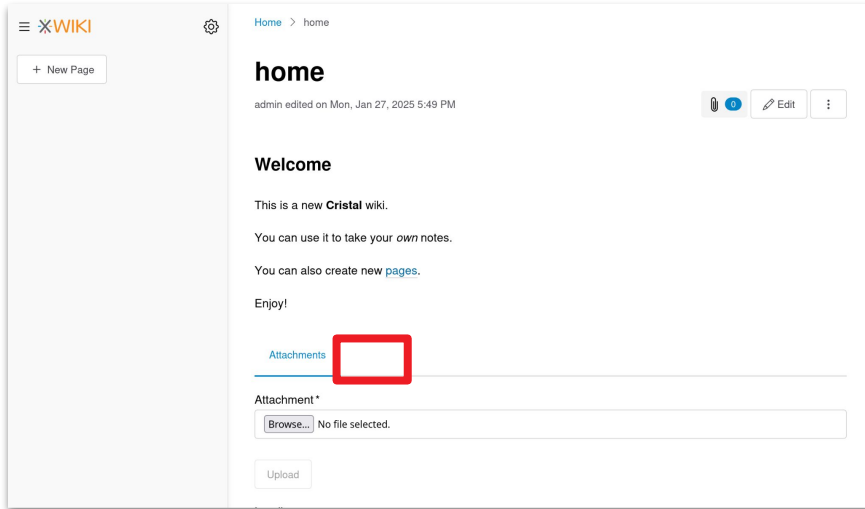 XWIKI
+ New Page
Home > home
home
admin edited on Mon, Jan 27, 2025 5:49 PM
0
Edit
Welcome
This is a new Cristal wiki.
You can use it to take your own notes.
You can also create new pages.
Enjoy!
Attachments
Attachment *
Browse... No file selected.
Upload